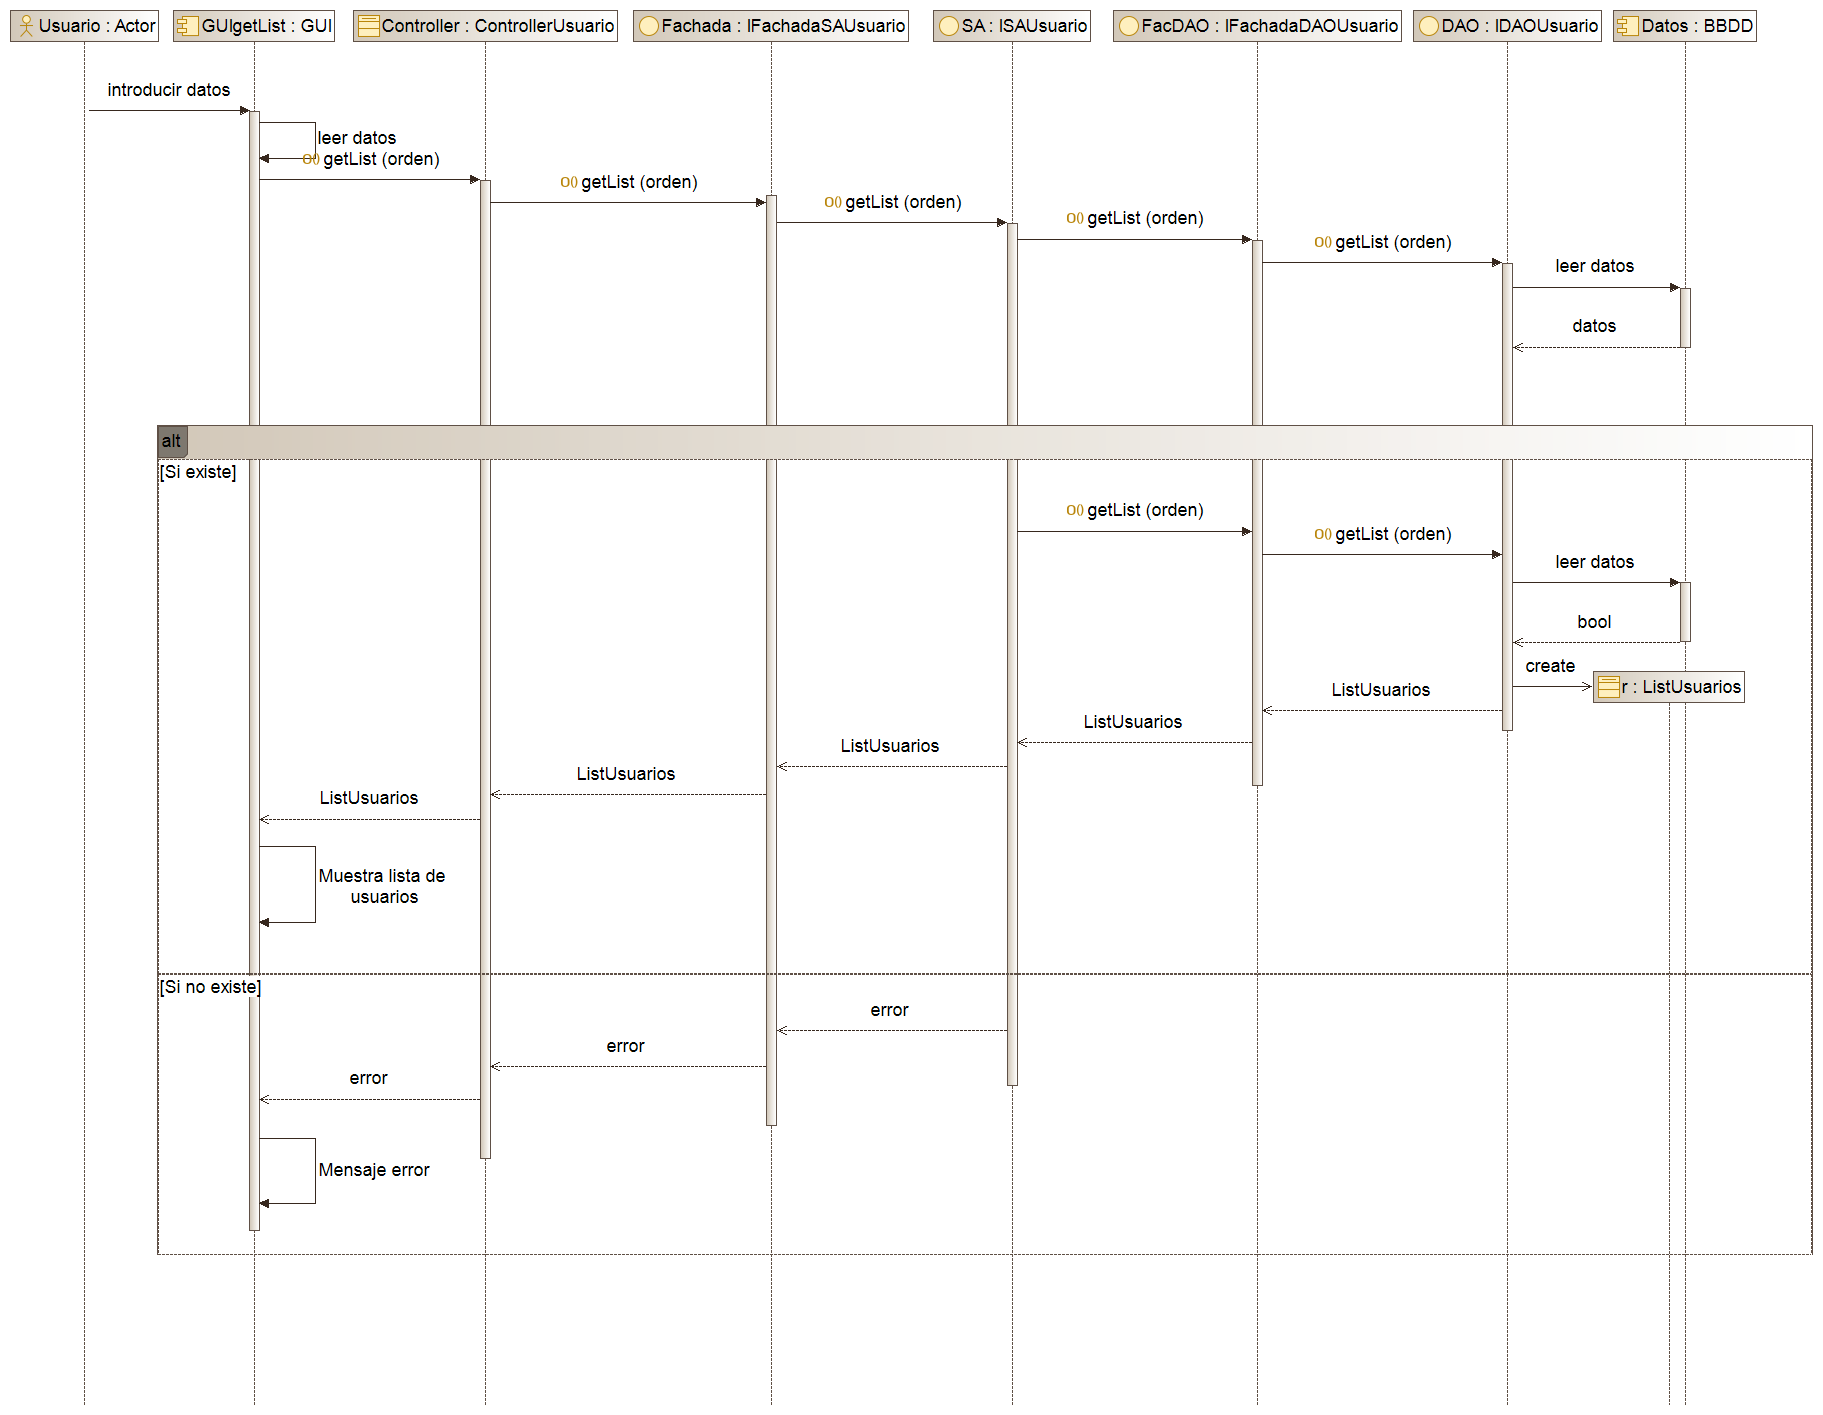 Usuario : Actor
GUIgetList : GUI
Controller : ControllerUsuario
Fachada : IFachadaSAUsuario
SA : ISAUsuario
FacDAO : IFachadaDAOUsuario
DAO : IDAOUsuario
Datos : BBDD
introducir datos
leer datos
O() getList (orden)
O() getList (orden)
O() getList (orden)
O() getList (orden)
O() getList (orden)
leer datos
datos
alt
[Si existe]
O() getList (orden)
O() getList (orden)
leer datos
bool
create
r : ListUsuarios
ListUsuarios
ListUsuarios
ListUsuarios
ListUsuarios
ListUsuarios
Muestra lista de
usuarios
[Si no existe]
error
error
error
Mensaje error